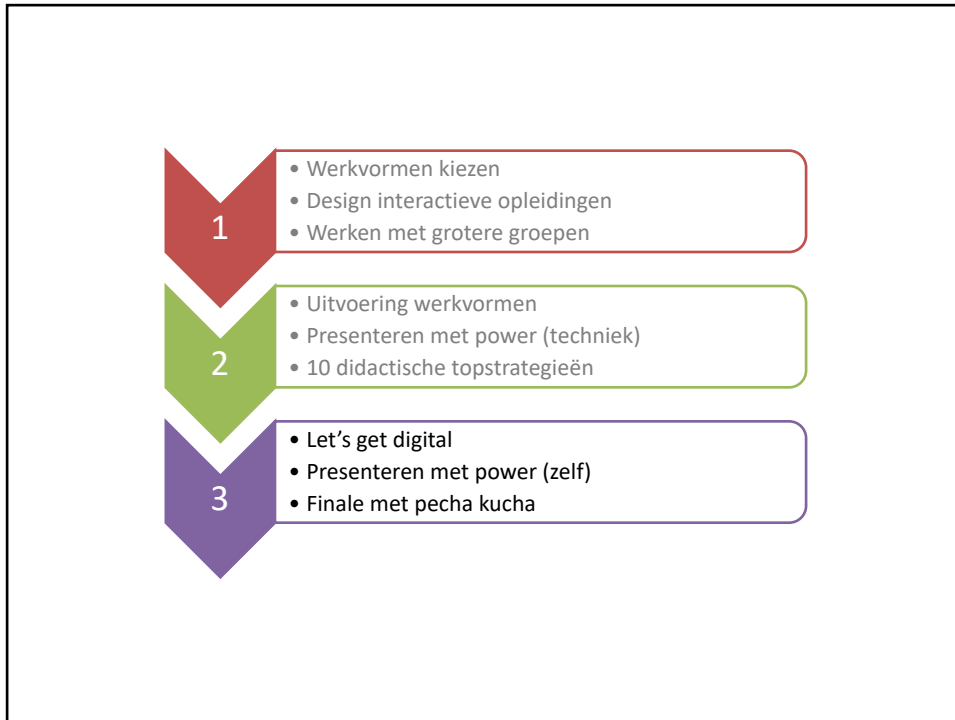 1
• Werkvormen kiezen
• Design interactieve opleidingen
• Werken met grotere groepen
2
• Uitvoering werkvormen
• Presenteren met power (techniek)
• 10 didactische topstrategieën
3
• Let’s get digital
• Presenteren met power (zelf)
• Finale met pecha kucha